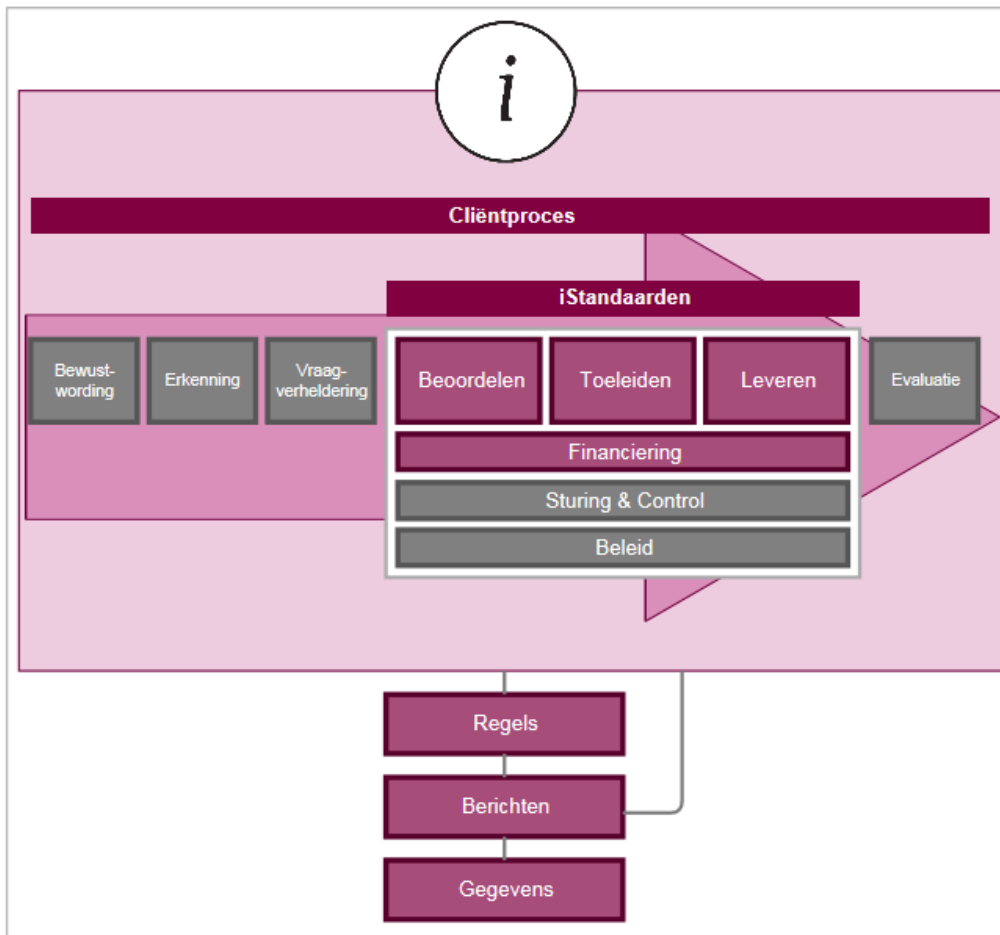 i
Cliëntproces
iStandaarden
Bewust-
wording
Erkenning
Vraag-
verheldering
Beoordelen
Toeleiden
Leveren
Evaluatie
Financiering
Sturing & Control
Beleid
Regels
Berichten
Gegevens